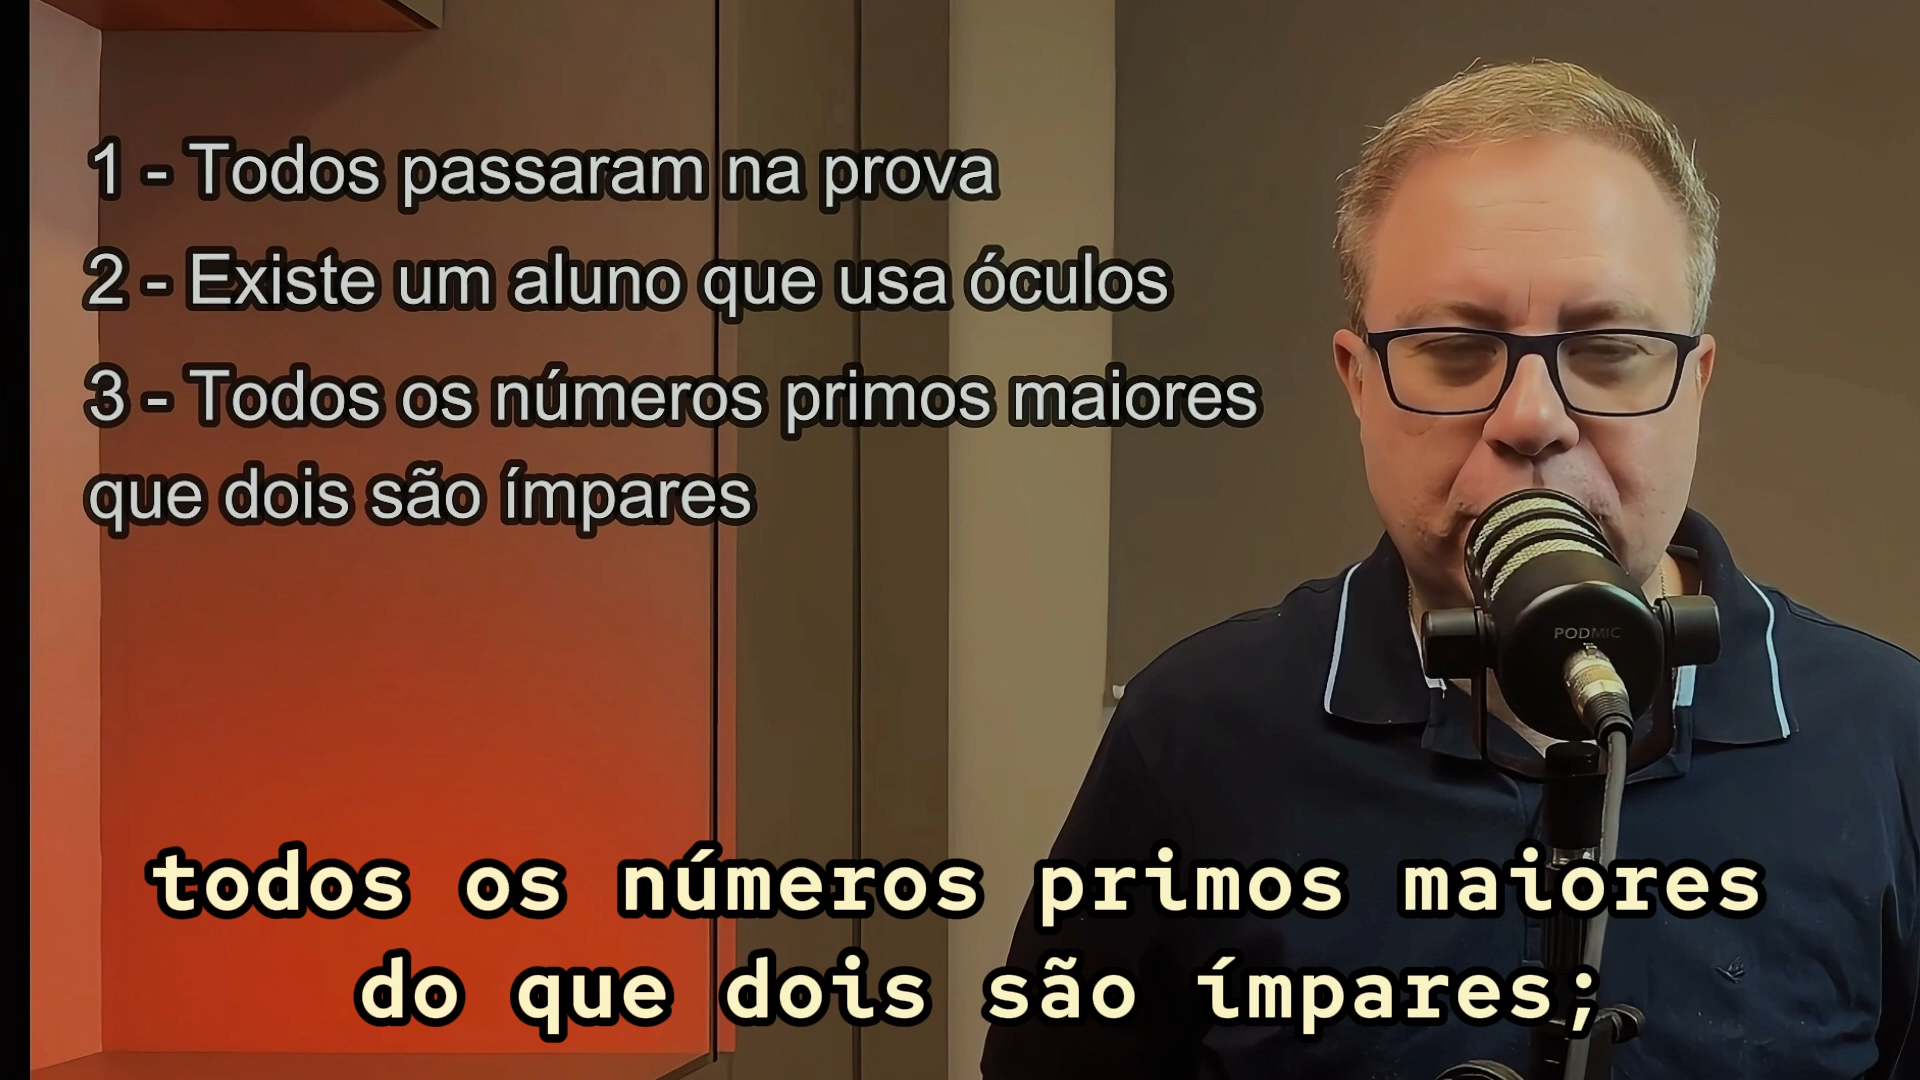 1 - Todos passaram na prova
2 - Existe um aluno que usa óculos
3 - Todos os números primos maiores
que dois são ímpares
PODMIC
todos os números primos maiores
do que dois são ímpares;